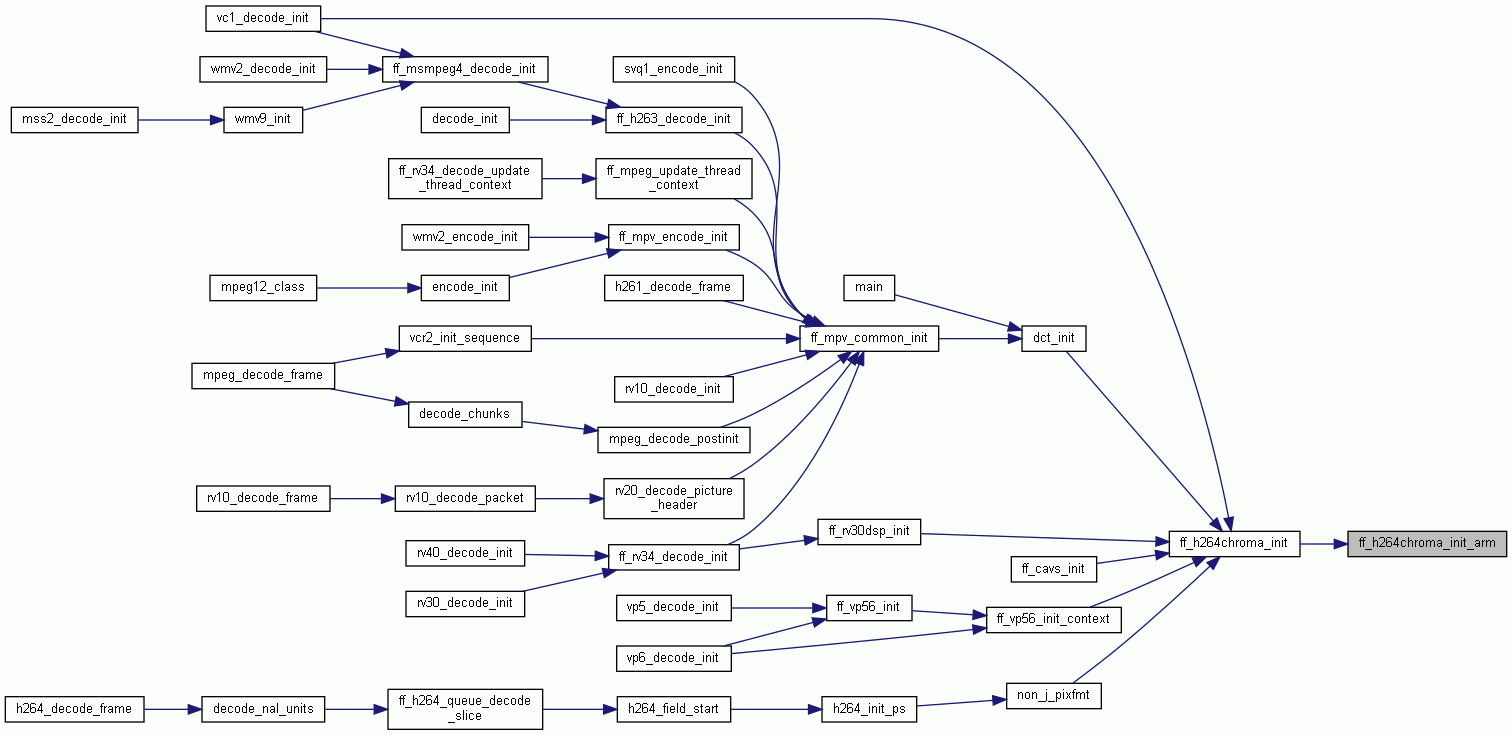 vc1_decode_init
wmv2_decode_init
ff_msmpeg4_decode_init
svq1_encode_init
mss2_decode_init
wmv9_init
decode_init
ff_h263_decode_init
ff_rv34_decode_update
_thread_context
ff_mpeg_update_thread
_context
wmv2_encode_init
ff_mpv_encode_init
mpeg12_class
encode_init
h261_decode_frame
main
vcr2_init_sequence
ff_mpv_common_init
dct_init
mpeg_decode_frame
rv10_decode_init
decode_chunks
mpeg_decode_postinit
rv10_decode_frame
rv10_decode_packet
rv20_decode_picture
_header
ff_rv30dsp_init
rv40_decode_init
ff_rv34_decode_init
ff_h264chroma_init
ff_h264chroma_init_arm
ff_cavs_init
rv30_decode_init
vp5_decode_init
ff_vp56_init
ff_vp56_init_context
vp6_decode_init
non_j_pixfmt
h264_decode_frame
decode_nal_units
ff_h264_queue_decode
_slice
h264_field_start
h264_init_ps